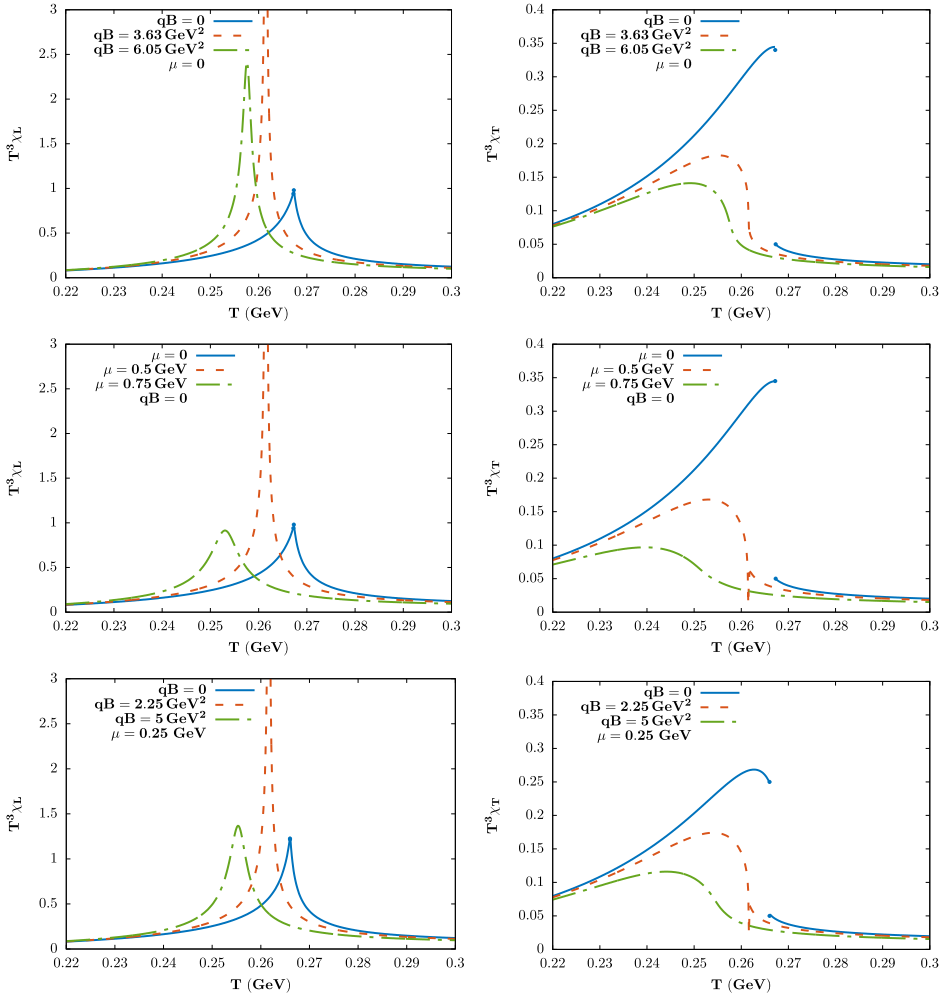 qB = 0
qB = 3.63 GeV²
qB = 6.05 GeV²
μ = 0
3
2.5
2
1.5
1
0.5
0
T³χL
0.22 0.23 0.24 0.25 0.26 0.27 0.28 0.29 0.3
T (GeV)
qB = 0
qB = 3.63 GeV²
qB = 6.05 GeV²
μ = 0
0.4
0.35
0.3
0.25
0.2
0.15
0.1
0.05
0
T³χT
0.22 0.23 0.24 0.25 0.26 0.27 0.28 0.29 0.3
T (GeV)
μ = 0
μ = 0.5 GeV
μ = 0.75 GeV
qB = 0
3
2.5
2
1.5
1
0.5
0
T³χL
0.22 0.23 0.24 0.25 0.26 0.27 0.28 0.29 0.3
T (GeV)
μ = 0
μ = 0.5 GeV
μ = 0.75 GeV
qB = 0
0.4
0.35
0.3
0.25
0.2
0.15
0.1
0.05
0
T³χT
0.22 0.23 0.24 0.25 0.26 0.27 0.28 0.29 0.3
T (GeV)
qB = 0
qB = 2.25 GeV²
qB = 5 GeV²
μ = 0.25 GeV
3
2.5
2
1.5
1
0.5
0
T³χL
0.22 0.23 0.24 0.25 0.26 0.27 0.28 0.29 0.3
T (GeV)
qB = 0
qB = 2.25 GeV²
qB = 5 GeV²
μ = 0.25 GeV
0.4
0.35
0.3
0.25
0.2
0.15
0.1
0.05
0
T³χT
0.22 0.23 0.24 0.25 0.26 0.27 0.28 0.29 0.3
T (GeV)